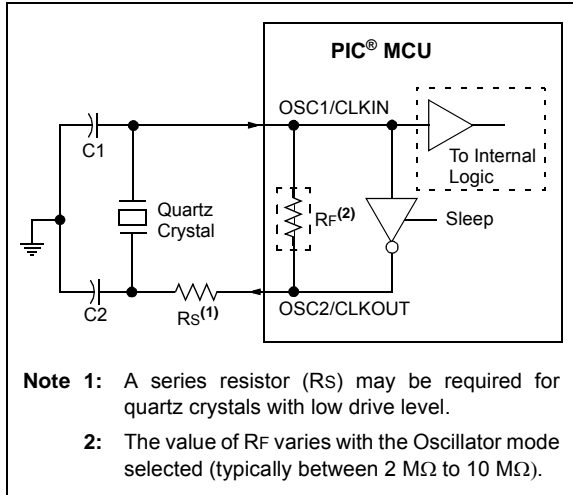 PIC® MCU
OSC1/CLKIN
C1
To Internal
Logic
Quartz
Crystal
RF(2)
Sleep
C2
RS(1)
OSC2/CLKOUT
Note 1: A series resistor (RS) may be required for
quartz crystals with low drive level.
2: The value of RF varies with the Oscillator mode
selected (typically between 2 MΩ to 10 MΩ).